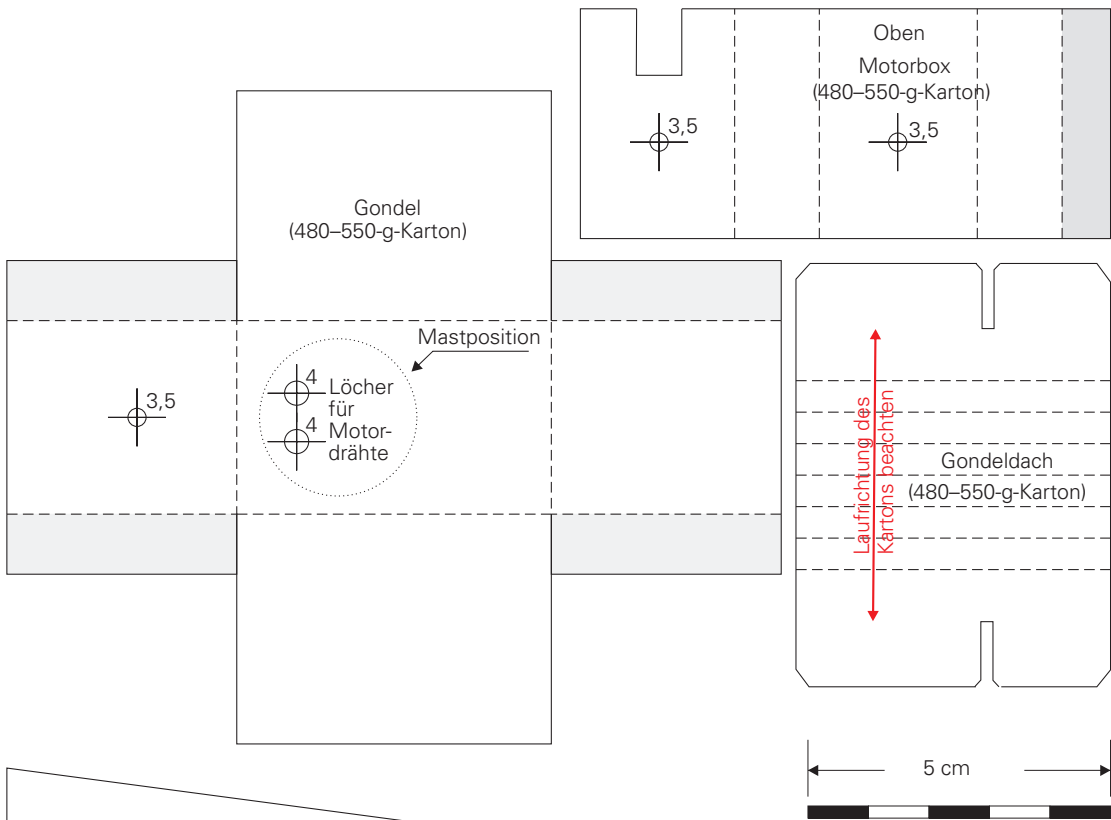 Oben
Motorbox
(480–550-g-Karton)
3,5
3,5
Gondel
(480–550-g-Karton)
Mastposition
3,5
4
4
Löcher
für
Motor-
drähte
Laufrichtung des
Kartons beachten
Gondeldach
(480–550-g-Karton)
5 cm